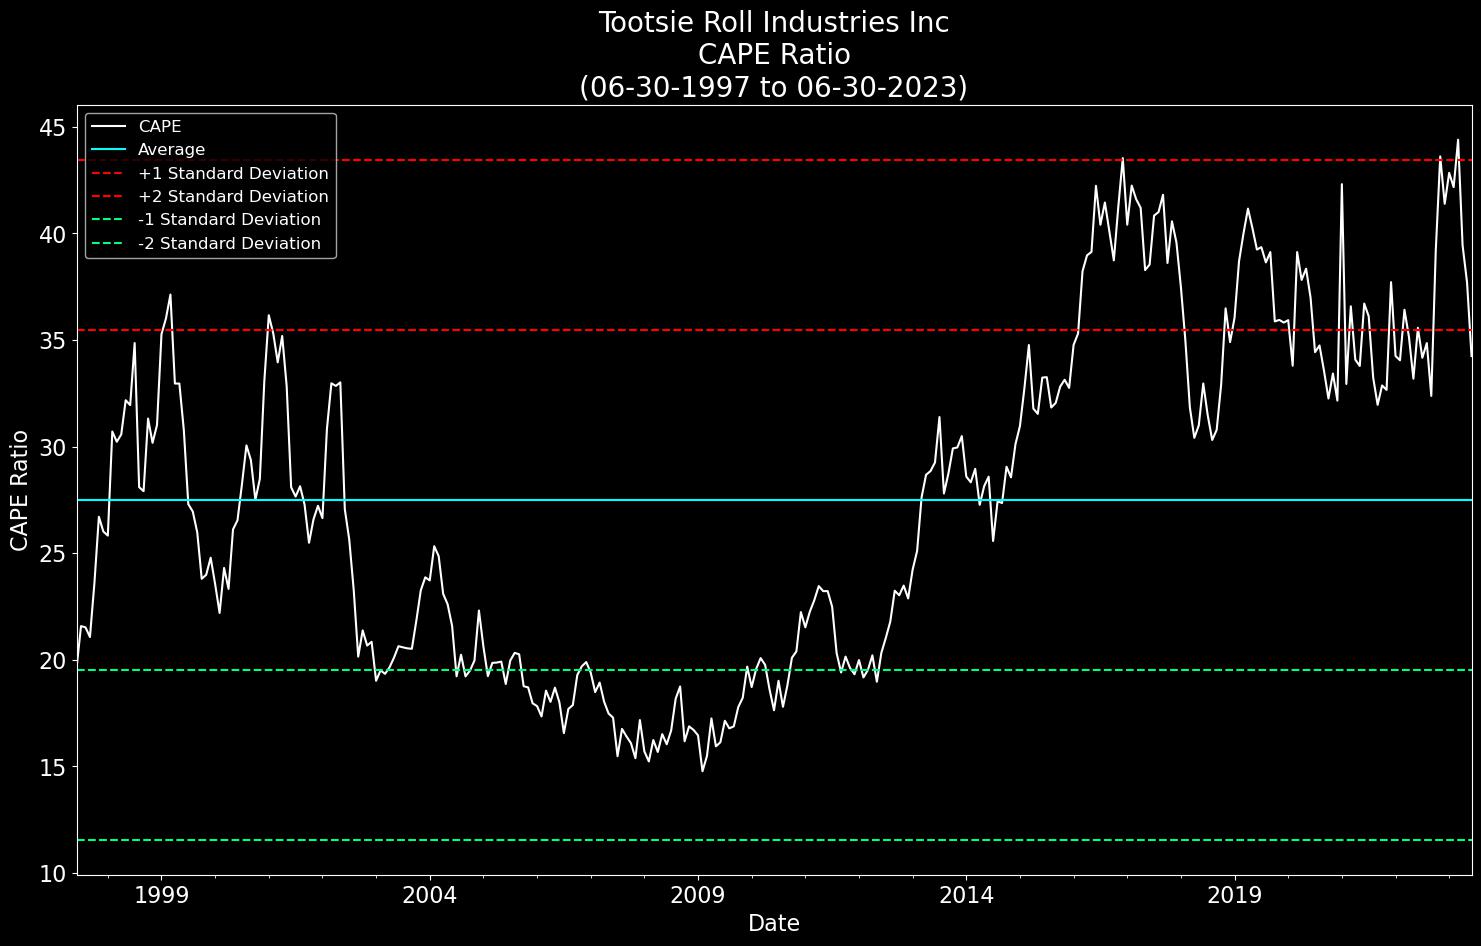 Tootsie Roll Industries Inc
CAPE Ratio
(06-30-1997 to 06-30-2023)
CAPE
Average
+1 Standard Deviation
+2 Standard Deviation
-1 Standard Deviation
-2 Standard Deviation
CAPE Ratio
45
40
35
30
25
20
15
10
1999
2004
2009
2014
2019
Date